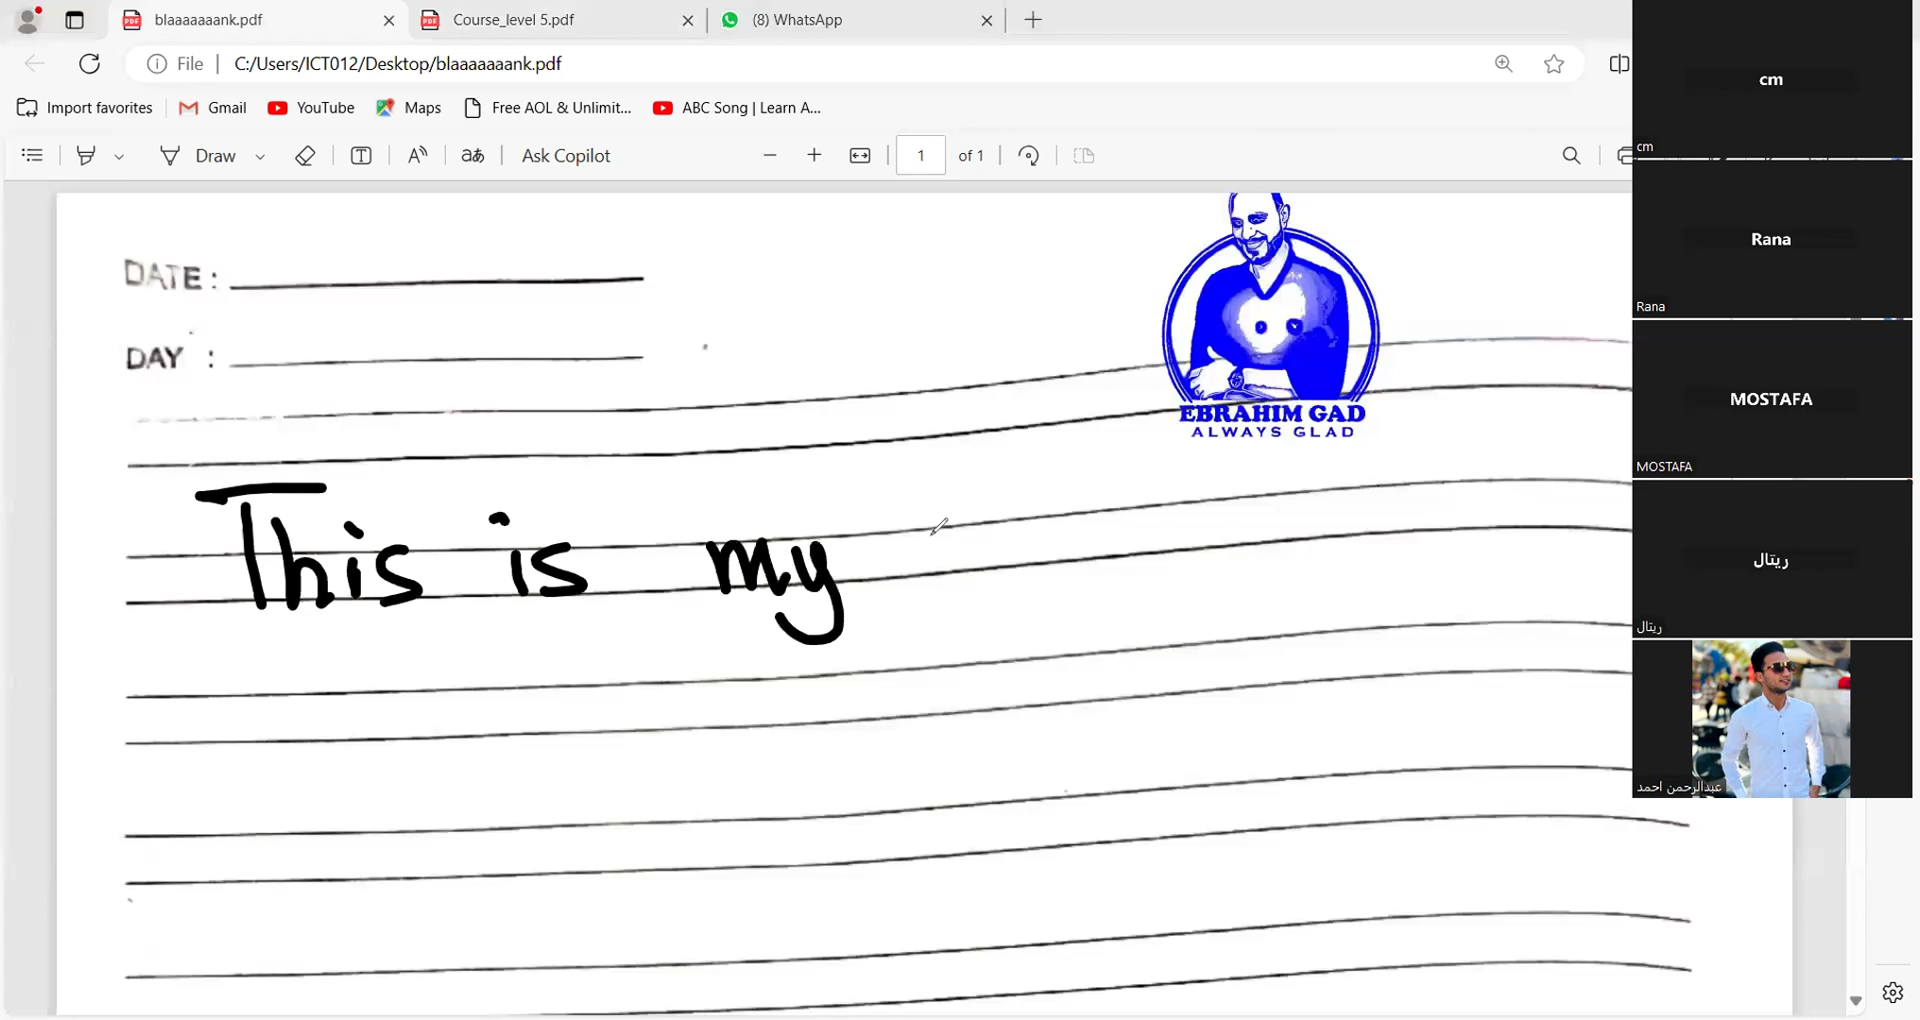 blaaaaaaank.pdf
Course_level 5.pdf
(8) WhatsApp
File
C:/Users/ICT012/Desktop/blaaaaaaank.pdf
Import favorites
Gmail
YouTube
Maps
Free AOL & Unlimit...
ABC Song | Learn A...
Draw
aあ
Ask Copilot
1 of 1
DATE :
DAY :
EBRAHIM GAD
ALWAYS GLAD
This is my
cm
cm
Rana
Rana
MOSTAFA
MOSTAFA
ريتال
ريتال
عبدالرحمن احمد